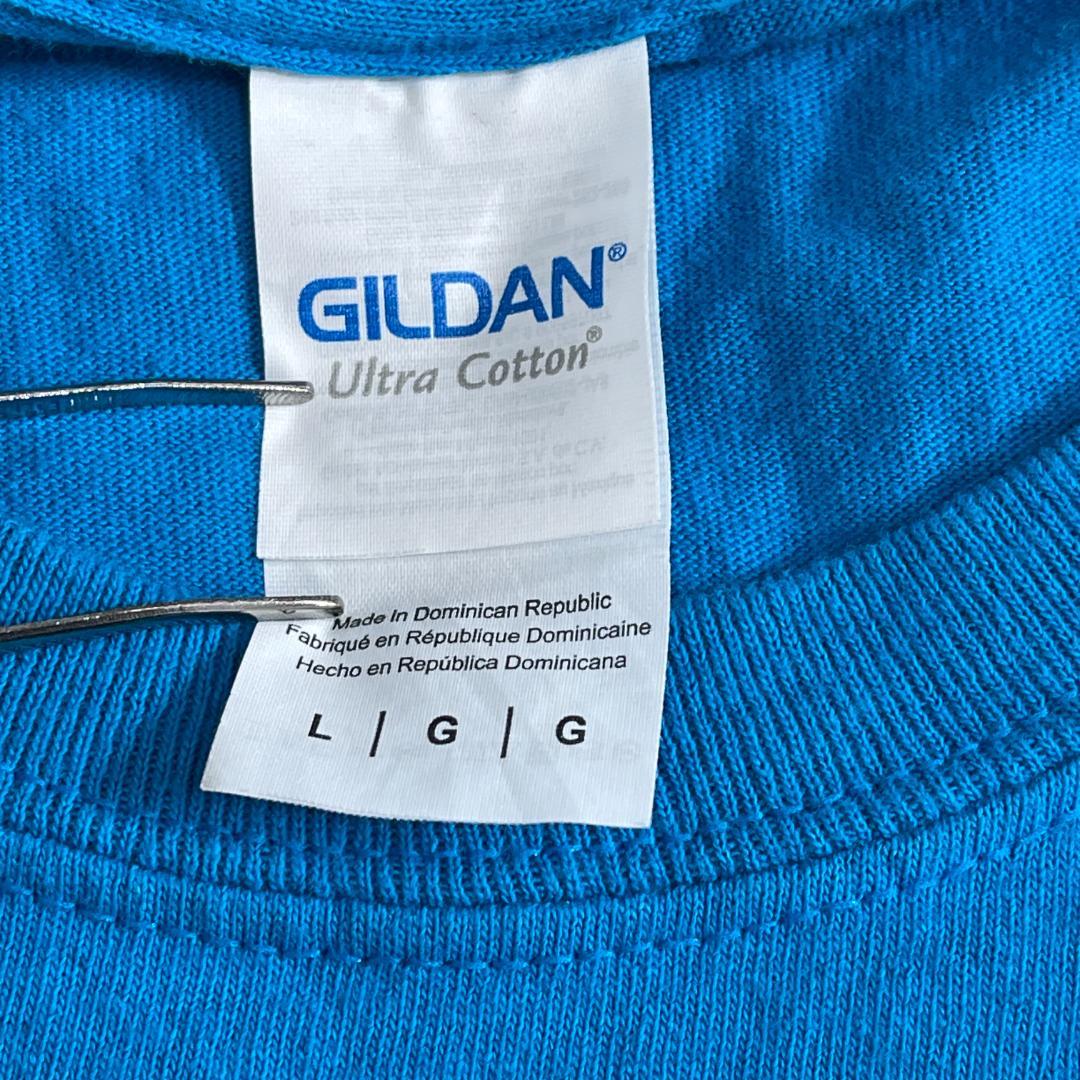 GILDAN®
Ultra Cotton®
Made In Dominican Republic
Fabriqué en République Dominicaine
Hecho en República Dominicana
L | G | G